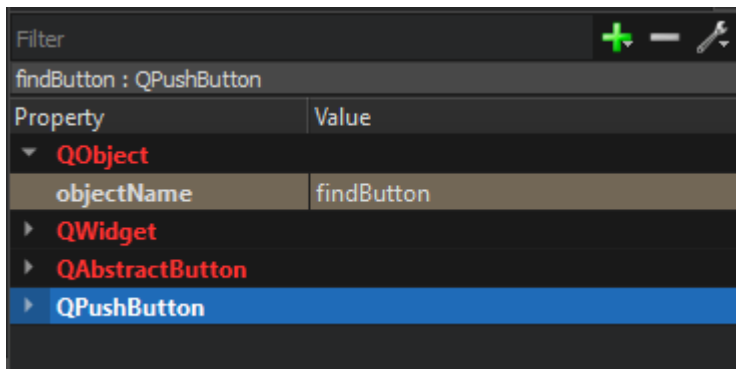 Filter
findButton : QPushButton
Property Value
QObject
objectName findButton
QWidget
QAbstractButton
QPushButton